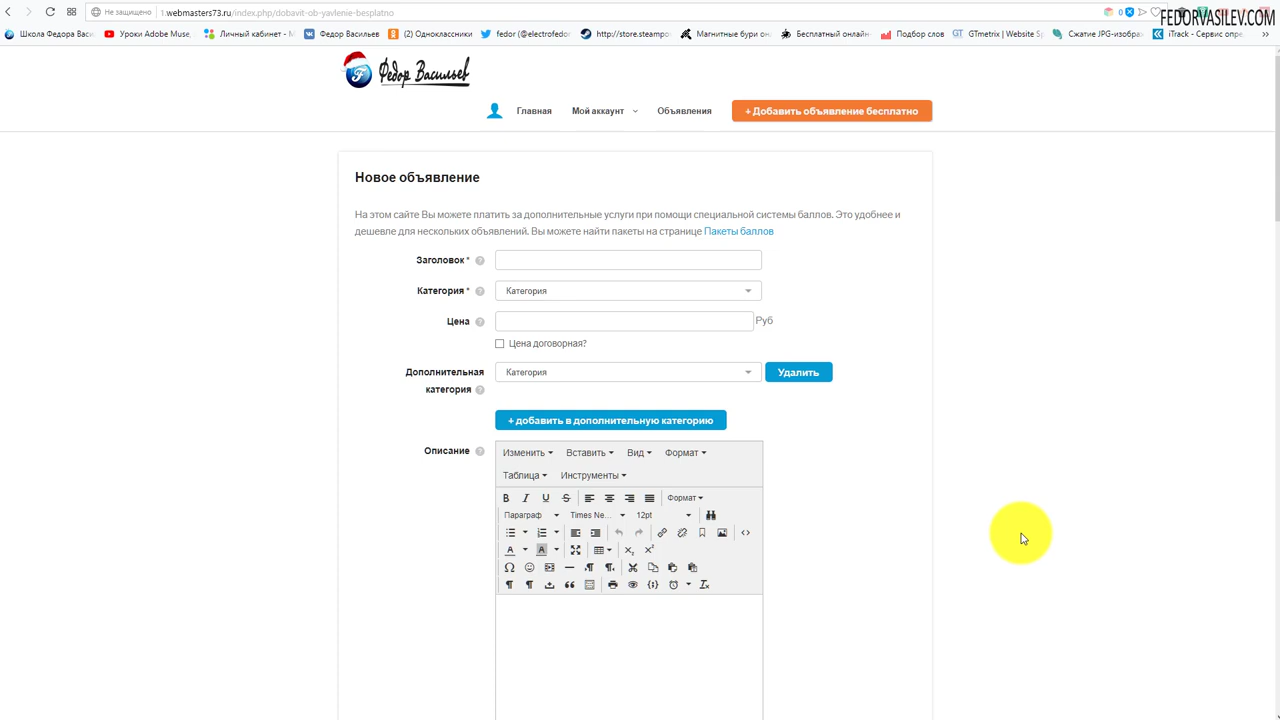 Не защищено
1.webmasters73.ru/index.php/dobavit-ob-yavlenie-besplatno
0
FEDORVASILEV.COM
Школа Федора Васи
Уроки Adobe Muse,
Личный кабинет - М
Федор Васильев
(2) Одноклассники
fedor (@electrofedor
http://store.steampo
Магнитные бури он
Бесплатный онлайн
Подбор слов
GTmetrix | Website S
Сжатие JPG-изобра
iTrack - Сервис опре
Федор Васильев
Главная
Мой аккаунт
Объявления
+ Добавить объявление бесплатно
Новое объявление
На этом сайте Вы можете платить за дополнительные услуги при помощи специальной системы баллов. Это удобнее и
дешевле для нескольких объявлений. Вы можете найти пакеты на странице Пакеты баллов
Заголовок *
Категория *
Категория
Цена
Руб
Цена договорная?
Дополнительная
категория
Категория
Удалить
+ добавить в дополнительную категорию
Описание
Изменить
Вставить
Вид
Формат
Таблица
Инструменты
Формат
Параграф
Times Ne...
12pt